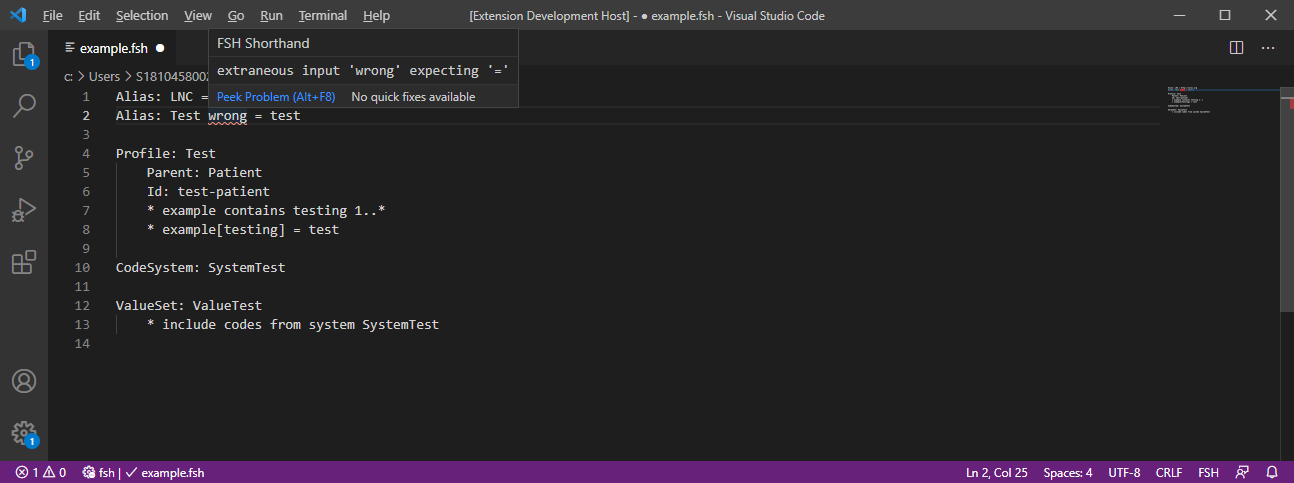 File Edit Selection View Go Run Terminal Help [Extension Development Host] - ● example.fsh - Visual Studio Code
example.fsh
FSH Shorthand
extraneous input 'wrong' expecting '='
Peek Problem (Alt+F8) No quick fixes available
c: > Users > S1810458002
1 Alias: LNC =
2 Alias: Test wrong = test
3
4 Profile: Test
5 Parent: Patient
6 Id: test-patient
7 * example contains testing 1..*
8 * example[testing] = test
9
10 CodeSystem: SystemTest
11
12 ValueSet: ValueTest
13 * include codes from system SystemTest
14
1
1
1 0 fsh | ✓ example.fsh Ln 2, Col 25 Spaces: 4 UTF-8 CRLF FSH